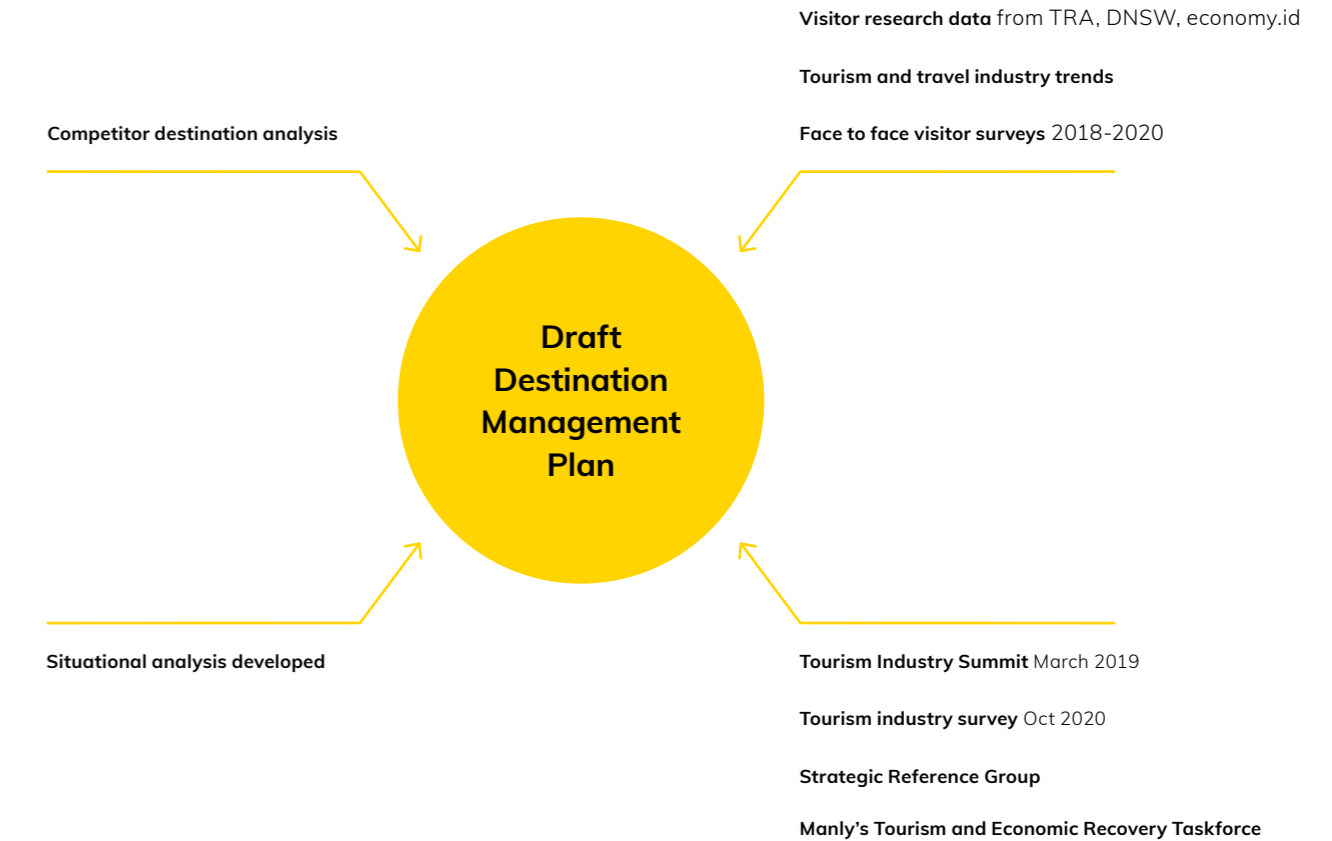 Visitor research data from TRA, DNSW, economy.id
Tourism and travel industry trends
Competitor destination analysis
Face to face visitor surveys 2018-2020
Draft
Destination
Management
Plan
Situational analysis developed
Tourism Industry Summit March 2019
Tourism industry survey Oct 2020
Strategic Reference Group
Manly’s Tourism and Economic Recovery Taskforce